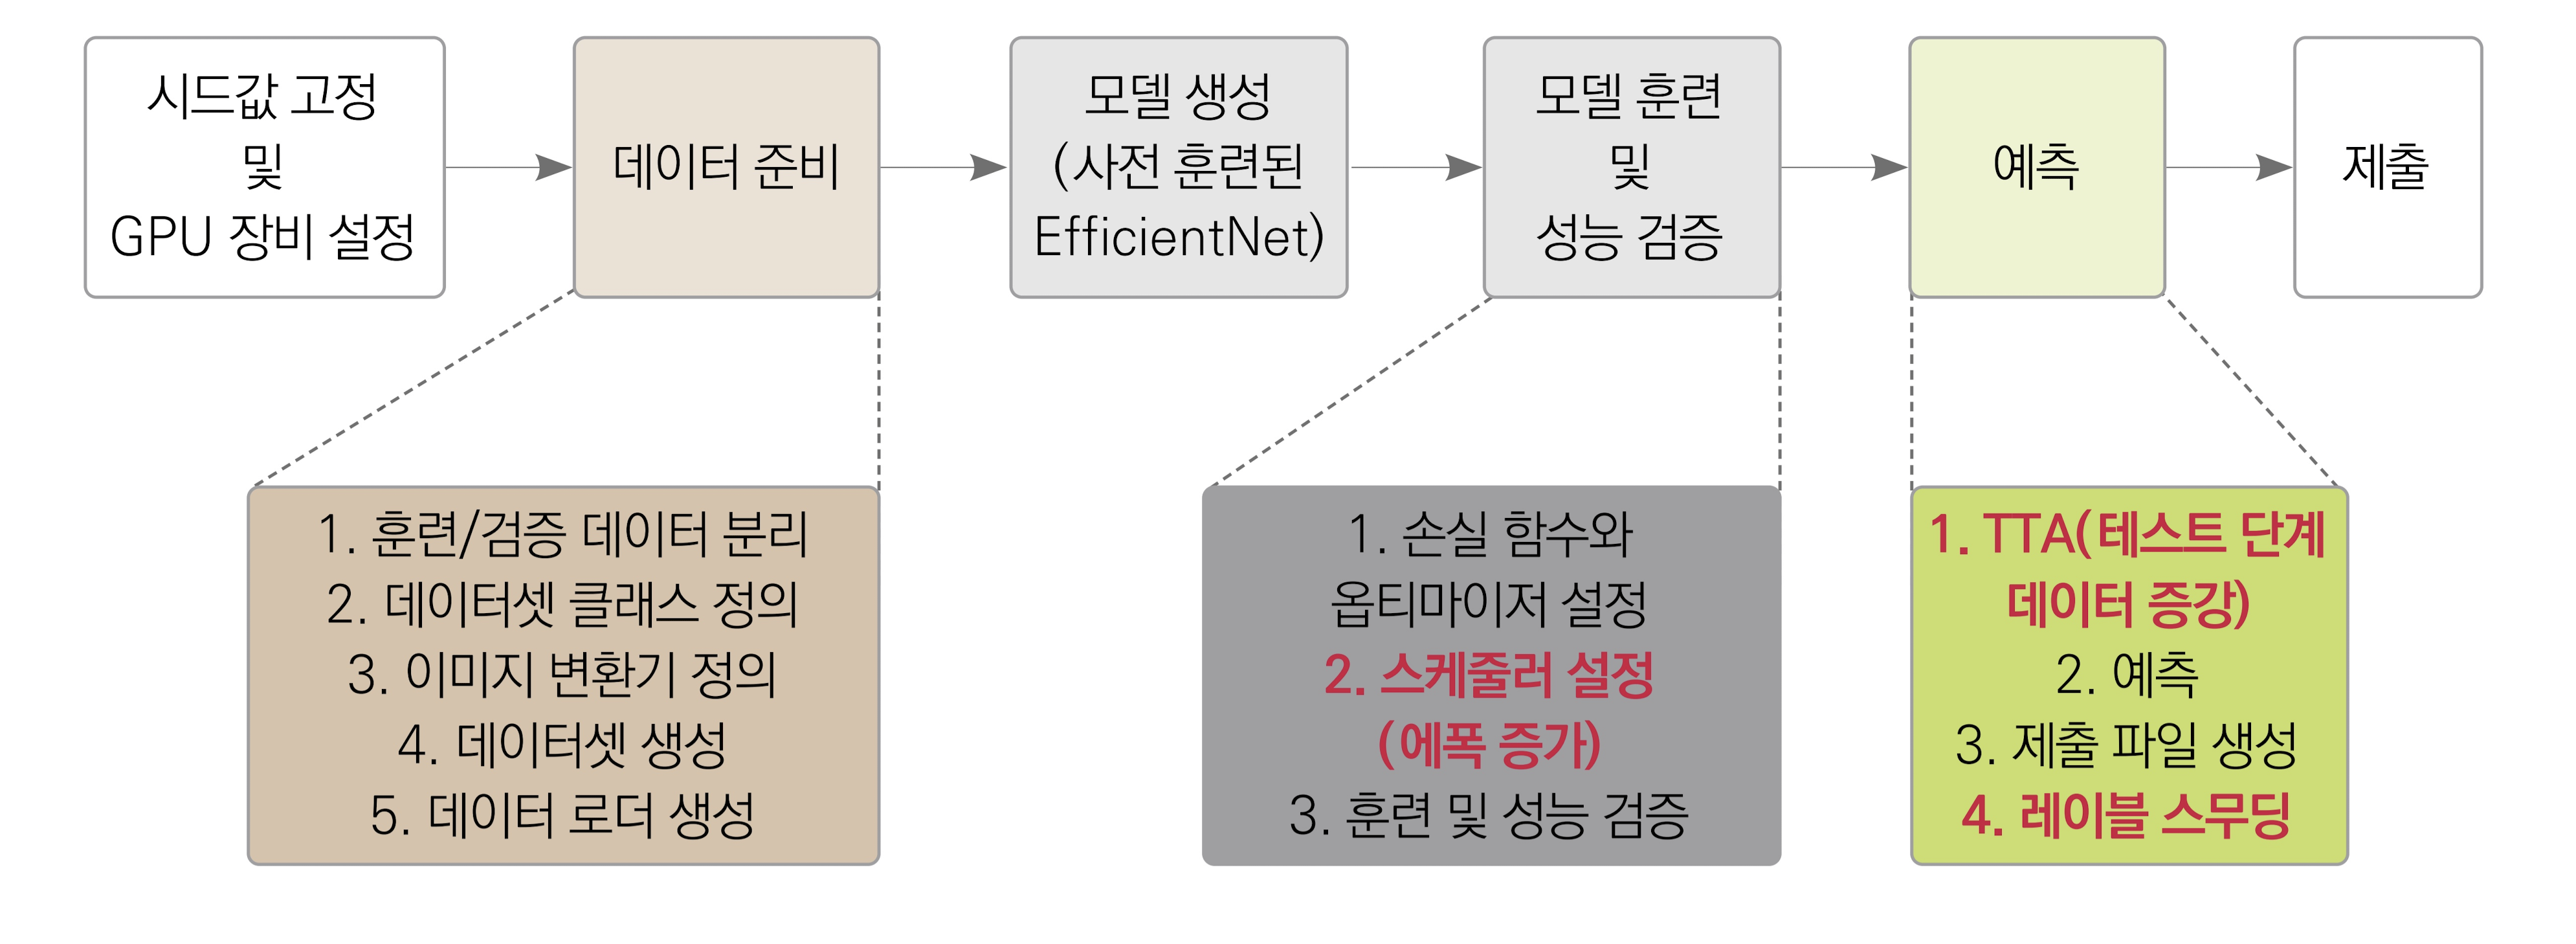 시드값 고정
및
GPU 장비 설정
데이터 준비
모델 생성
(사전 훈련된
EfficientNet)
모델 훈련
및
성능 검증
예측
제출
1. 훈련/검증 데이터 분리
2. 데이터셋 클래스 정의
3. 이미지 변환기 정의
4. 데이터셋 생성
5. 데이터 로더 생성
1. 손실 함수와
옵티마이저 설정
2. 스케줄러 설정
(에폭 증가)
3. 훈련 및 성능 검증
1. TTA(테스트 단계
데이터 증강)
2. 예측
3. 제출 파일 생성
4. 레이블 스무딩